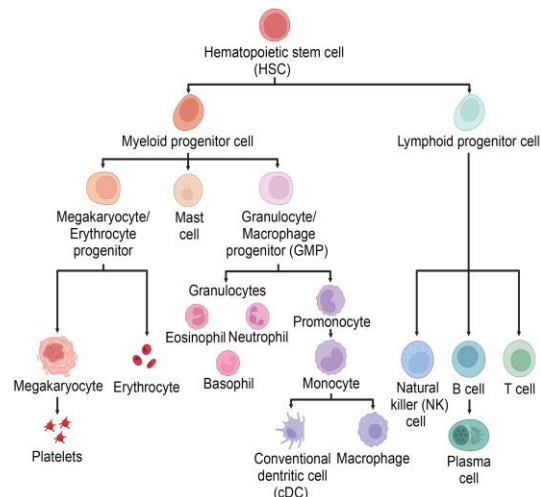 Hematopoietic stem cell
(HSC)
Myeloid progenitor cell
Lymphoid progenitor cell
Megakaryocyte/
Erythrocyte
progenitor
Mast
cell
Granulocyte/
Macrophage
progenitor (GMP)
Granulocytes
Eosinophil
Neutrophil
Basophil
Promonocyte
Megakaryocyte
Erythrocyte
Monocyte
Natural
killer (NK)
cell
B cell
T cell
Platelets
Conventional
dentritic cell
(cDC)
Macrophage
Plasma
cell